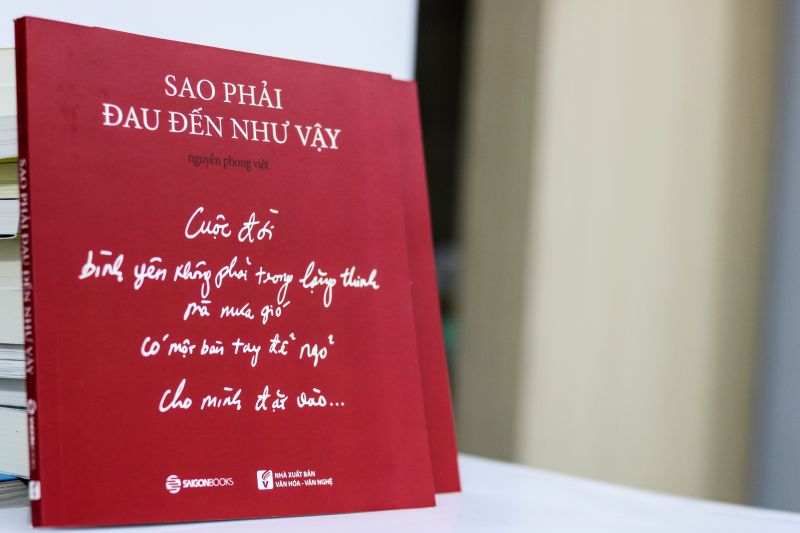 SAO PHẢI
ĐAU ĐẾN NHƯ VẬY
nguyễn phong việt
Cuộc đời
bình yên không phải trong lặng thinh
mà mưa gió
có một bàn tay để ngỏ
cho mình đặt vào...
SAIGONBOOKS
NHÀ XUẤT BẢN
VĂN HÓA - VĂN NGHỆ
SAO PHẢI ĐAU ĐẾN NHƯ VẬY